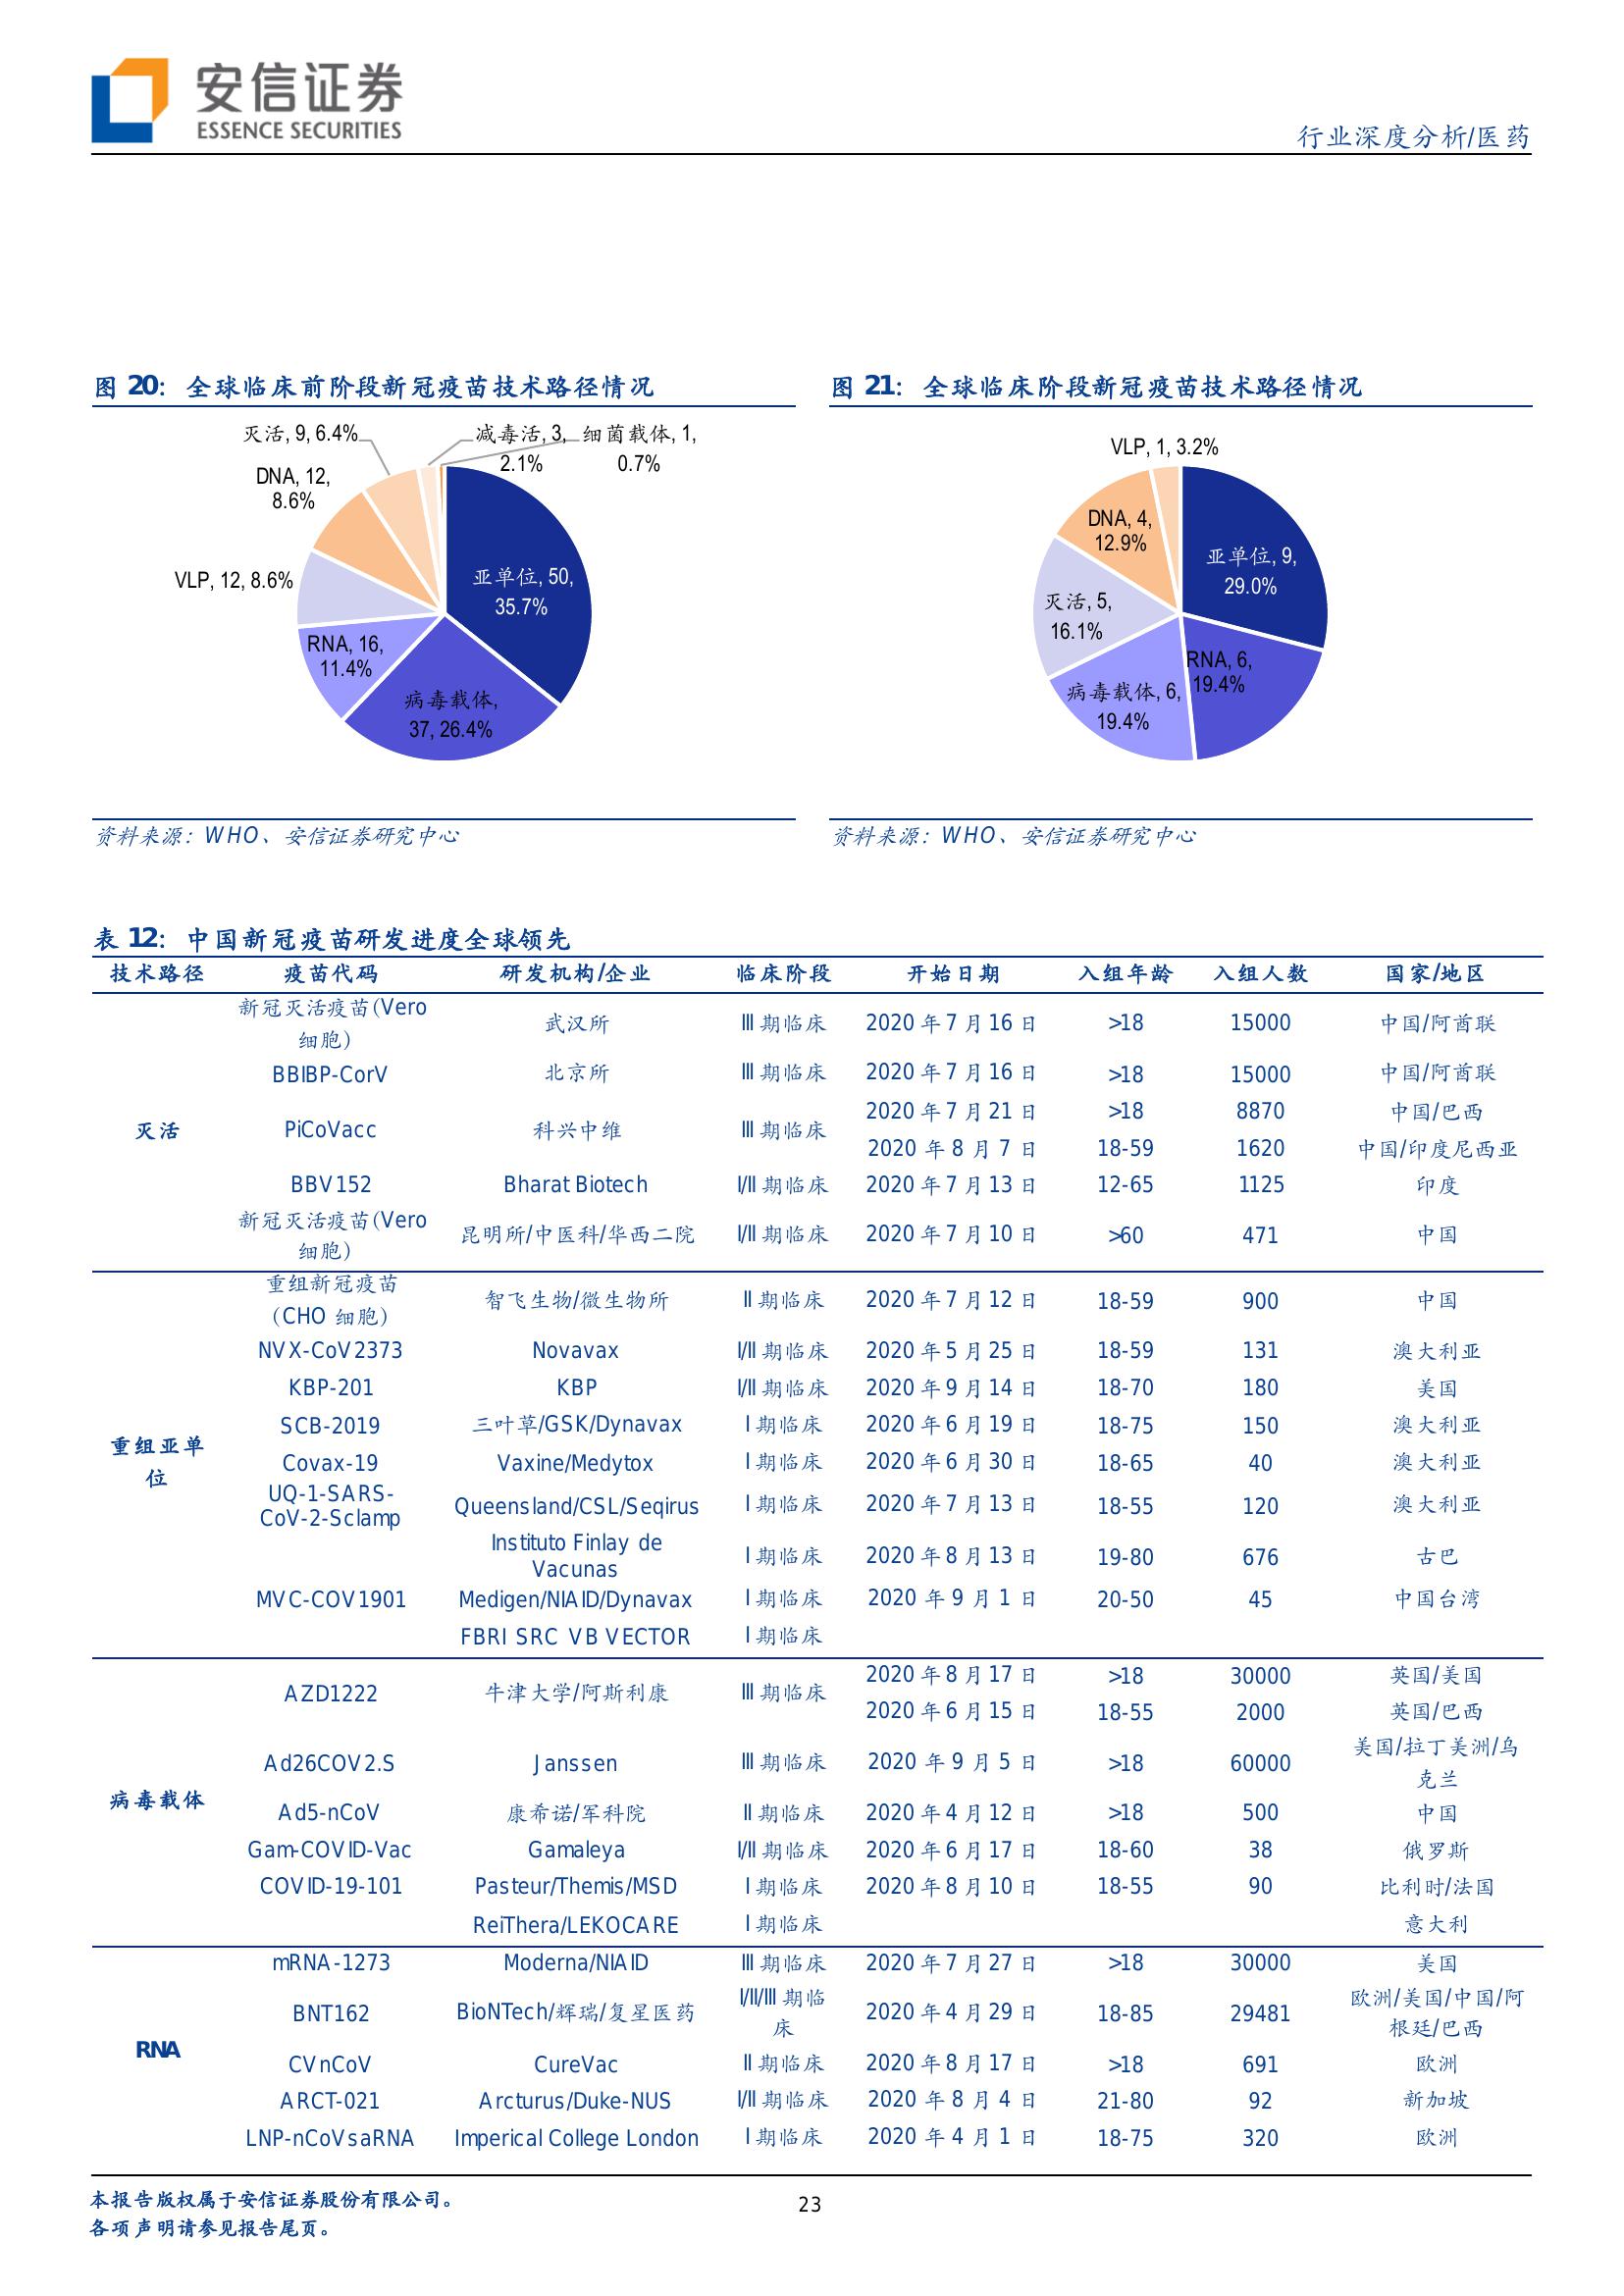 安信证券
ESSENCE SECURITIES
行业深度分析/医药
图 20：全球临床前阶段新冠疫苗技术路径情况
灭活, 9, 6.4%
减毒活, 3,
2.1%
细菌载体, 1,
0.7%
DNA, 12,
8.6%
VLP, 12, 8.6%
亚单位, 50,
35.7%
RNA, 16,
11.4%
病毒载体,
37, 26.4%
资料来源：WHO、安信证券研究中心
图 21：全球临床阶段新冠疫苗技术路径情况
VLP, 1, 3.2%
DNA, 4,
12.9%
亚单位, 9,
29.0%
灭活, 5,
16.1%
RNA, 6,
19.4%
病毒载体, 6,
19.4%
资料来源：WHO、安信证券研究中心
表 12：中国新冠疫苗研发进度全球领先
技术路径 疫苗代码 研发机构/企业 临床阶段 开始日期 入组年龄 入组人数 国家/地区
灭活
新冠灭活疫苗(Vero
细胞) 武汉所 III 期临床 2020 年 7 月 16 日 >18 15000 中国/阿酋联
BBIBP-CorV 北京所 III 期临床 2020 年 7 月 16 日 >18 15000 中国/阿酋联
PiCoVacc 科兴中维 III 期临床 2020 年 7 月 21 日 >18 8870 中国/巴西
2020 年 8 月 7 日 18-59 1620 中国/印度尼西亚
BBV152 Bharat Biotech I/II 期临床 2020 年 7 月 13 日 12-65 1125 印度
新冠灭活疫苗(Vero
细胞) 昆明所/中医科/华西二院 I/II 期临床 2020 年 7 月 10 日 >60 471 中国
重组亚单
位
重组新冠疫苗
（CHO 细胞） 智飞生物/微生物所 II 期临床 2020 年 7 月 12 日 18-59 900 中国
NVX-CoV2373 Novavax I/II 期临床 2020 年 5 月 25 日 18-59 131 澳大利亚
KBP-201 KBP I/II 期临床 2020 年 9 月 14 日 18-70 180 美国
SCB-2019 三叶草/GSK/Dynavax I 期临床 2020 年 6 月 19 日 18-75 150 澳大利亚
Covax-19 Vaxine/Medytox I 期临床 2020 年 6 月 30 日 18-65 40 澳大利亚
UQ-1-SARS-
CoV-2-Sclamp Queensland/CSL/Seqirus I 期临床 2020 年 7 月 13 日 18-55 120 澳大利亚
Instituto Finlay de
Vacunas I 期临床 2020 年 8 月 13 日 19-80 676 古巴
MVC-COV1901 Medigen/NIAID/Dynavax I 期临床 2020 年 9 月 1 日 20-50 45 中国台湾
FBRI SRC VB VECTOR I 期临床
病毒载体
AZD1222 牛津大学/阿斯利康 III 期临床 2020 年 8 月 17 日 >18 30000 英国/美国
2020 年 6 月 15 日 18-55 2000 英国/巴西
Ad26COV2.S Janssen III 期临床 2020 年 9 月 5 日 >18 60000 美国/拉丁美洲/乌
克兰
Ad5-nCoV 康希诺/军科院 II 期临床 2020 年 4 月 12 日 >18 500 中国
Gam-COVID-Vac Gamaleya I/II 期临床 2020 年 6 月 17 日 18-60 38 俄罗斯
COVID-19-101 Pasteur/Themis/MSD I 期临床 2020 年 8 月 10 日 18-55 90 比利时/法国
ReiThera/LEKOCARE I 期临床 意大利
RNA
mRNA-1273 Moderna/NIAID III 期临床 2020 年 7 月 27 日 >18 30000 美国
BNT162 BioNTech/辉瑞/复星医药 I/II/III 期临
床 2020 年 4 月 29 日 18-85 29481 欧洲/美国/中国/阿
根廷/巴西
CVnCoV CureVac II 期临床 2020 年 8 月 17 日 >18 691 欧洲
ARCT-021 Arcturus/Duke-NUS I/II 期临床 2020 年 8 月 4 日 21-80 92 新加坡
LNP-nCoVsaRNA Imperical College London I 期临床 2020 年 4 月 1 日 18-75 320 欧洲
本报告版权属于安信证券股份有限公司。
各项声明请参见报告尾页。
23